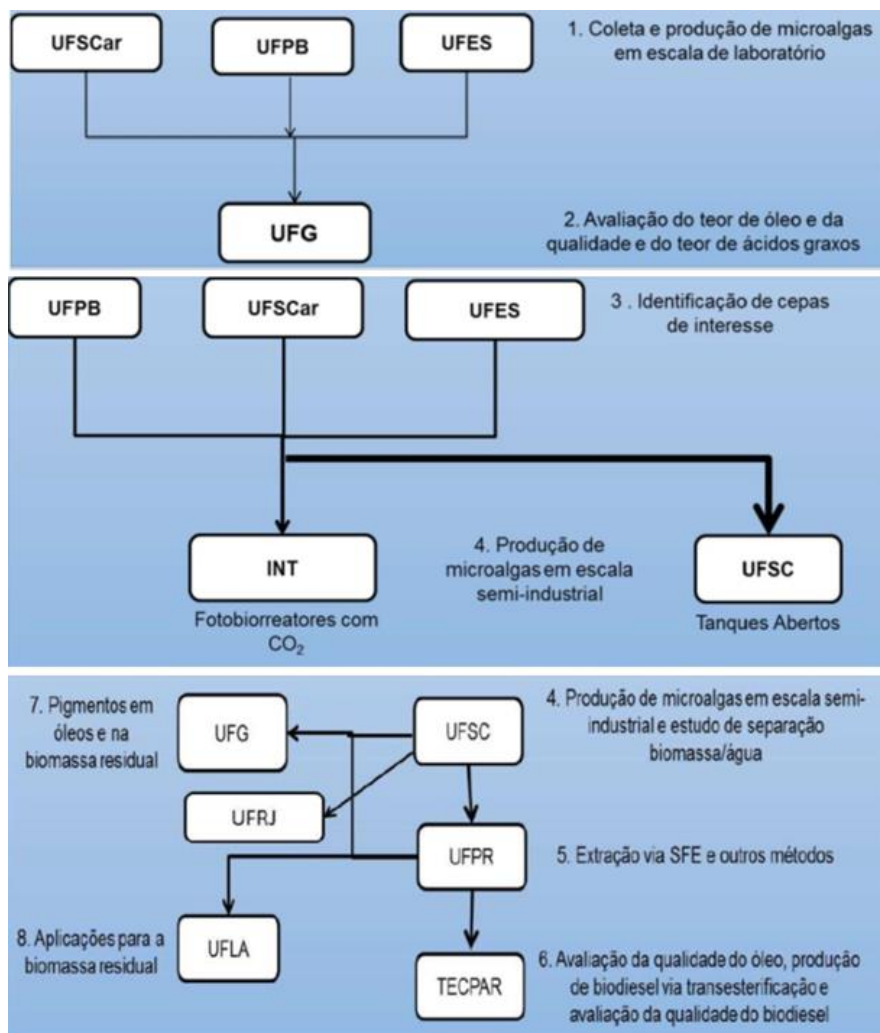 UFSCar
UFPB
UFES
1. Coleta e produção de microalgas
em escala de laboratório
UFG
2. Avaliação do teor de óleo e da
qualidade e do teor de ácidos graxos
UFPB
UFSCar
UFES
3 . Identificação de cepas
de interesse
INT
Fotobiorreatores com
CO₂
4. Produção de
microalgas em escala
semi-industrial
UFSC
Tanques Abertos
7. Pigmentos em
óleos e na
biomassa residual
UFG
UFSC
4. Produção de microalgas em escala semi-
industrial e estudo de separação
biomassa/água
UFRJ
UFPR
5. Extração via SFE e outros métodos
8. Aplicações para a
biomassa residual
UFLA
TECPAR
6. Avaliação da qualidade do óleo, produção
de biodiesel via transesterificação e
avaliação da qualidade do biodiesel